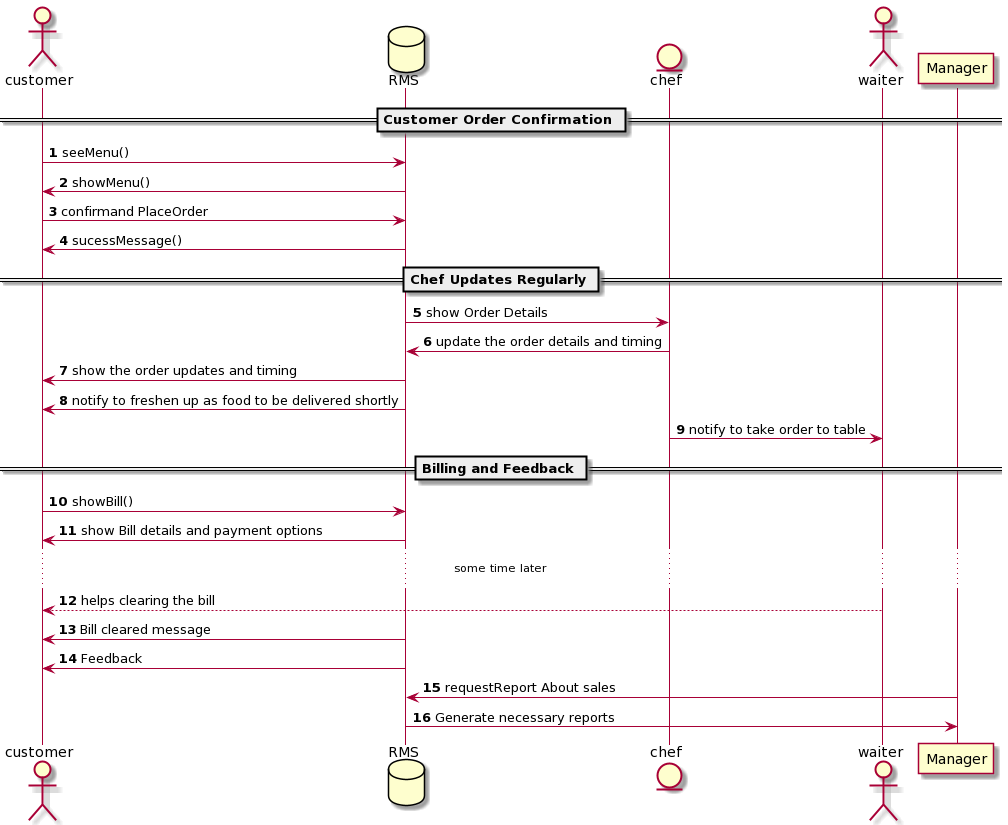 customer
RMS
chef
waiter
Manager
Customer Order Confirmation
1 seeMenu()
2 showMenu()
3 confirmand PlaceOrder
4 sucessMessage()
Chef Updates Regularly
5 show Order Details
6 update the order details and timing
7 show the order updates and timing
8 notify to freshen up as food to be delivered shortly
9 notify to take order to table
Billing and Feedback
10 showBill()
11 show Bill details and payment options
some time later
12 helps clearing the bill
13 Bill cleared message
14 Feedback
15 requestReport About sales
16 Generate necessary reports
customer
RMS
chef
waiter
Manager